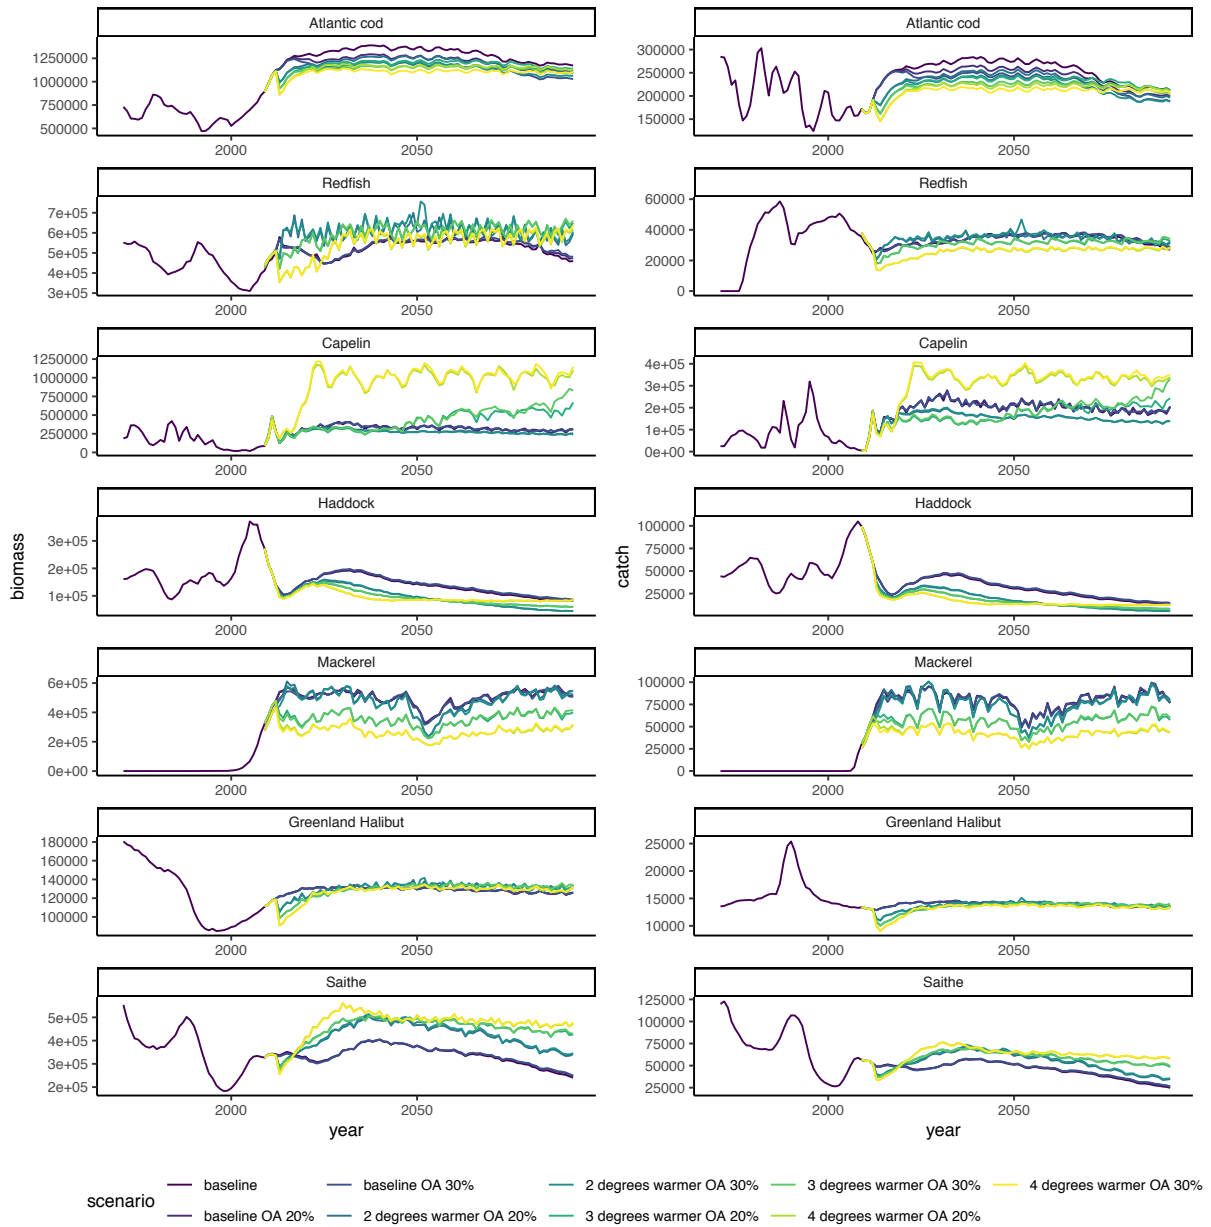 Atlantic cod
1250000
1000000
750000
500000
2000
2050
Redfish
7e+05
6e+05
5e+05
4e+05
3e+05
2000
2050
Capelin
1250000
1000000
750000
500000
250000
0
2000
2050
Haddock
3e+05
2e+05
1e+05
2000
2050
Mackerel
6e+05
4e+05
2e+05
0e+00
2000
2050
Greenland Halibut
180000
160000
140000
120000
100000
2000
2050
Saithe
5e+05
4e+05
3e+05
2e+05
2000
2050
biomass
year
Atlantic cod
300000
250000
200000
150000
2000
2050
Redfish
60000
40000
20000
0
2000
2050
Capelin
4e+05
3e+05
2e+05
1e+05
0e+00
2000
2050
Haddock
100000
75000
50000
25000
2000
2050
Mackerel
100000
75000
50000
25000
0
2000
2050
Greenland Halibut
25000
20000
15000
10000
2000
2050
Saithe
125000
100000
75000
50000
25000
2000
2050
catch
year
scenario
baseline
baseline OA 30%
2 degrees warmer OA 30%
3 degrees warmer OA 30%
4 degrees warmer OA 30%
baseline OA 20%
2 degrees warmer OA 20%
3 degrees warmer OA 20%
4 degrees warmer OA 20%